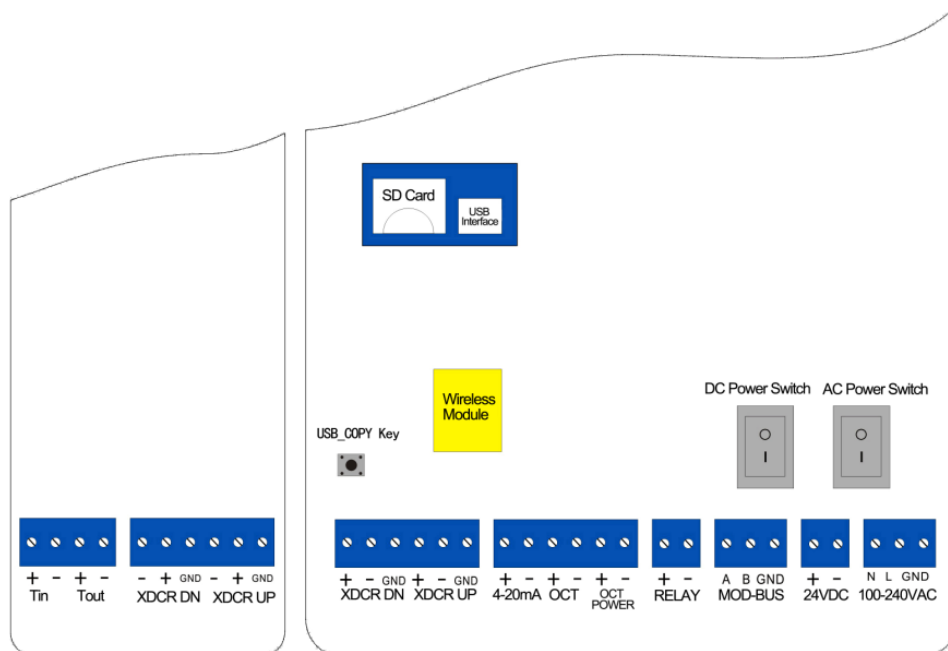 SD Card
USB
Interface
Wireless
Module
DC Power Switch
AC Power Switch
USB_COPY Key
+ - + -
Tin Tout
- + GND - + GND
XDCR DN XDCR UP
+ - GND + - GND
XDCR DN XDCR UP
+ - + - + -
4-20mA OCT OCT
POWER
+ -
RELAY
A B GND
MOD-BUS
+ -
24VDC
N L GND
100-240VAC